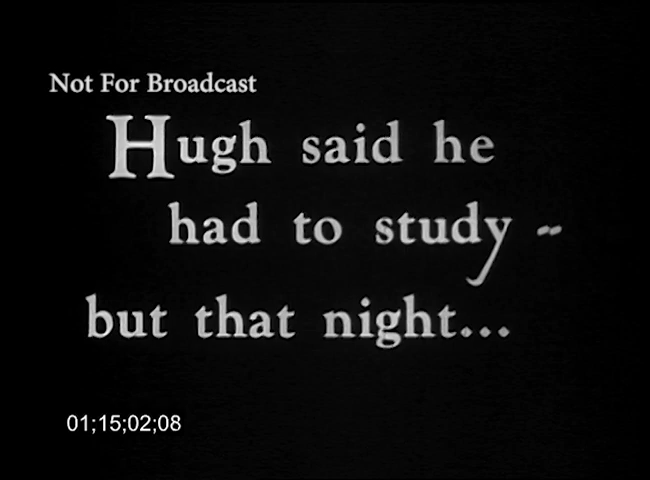 Not For Broadcast
Hugh said he
had to study --
but that night...
01;15;02;08